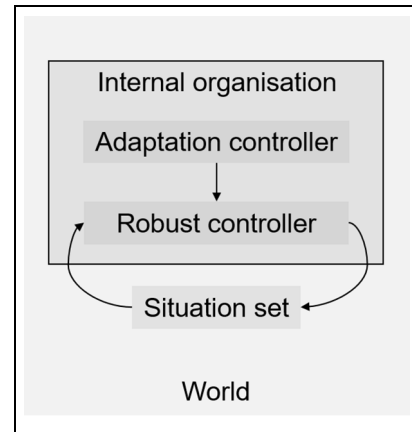 Internal organisation
Adaptation controller
Robust controller
Situation set
World